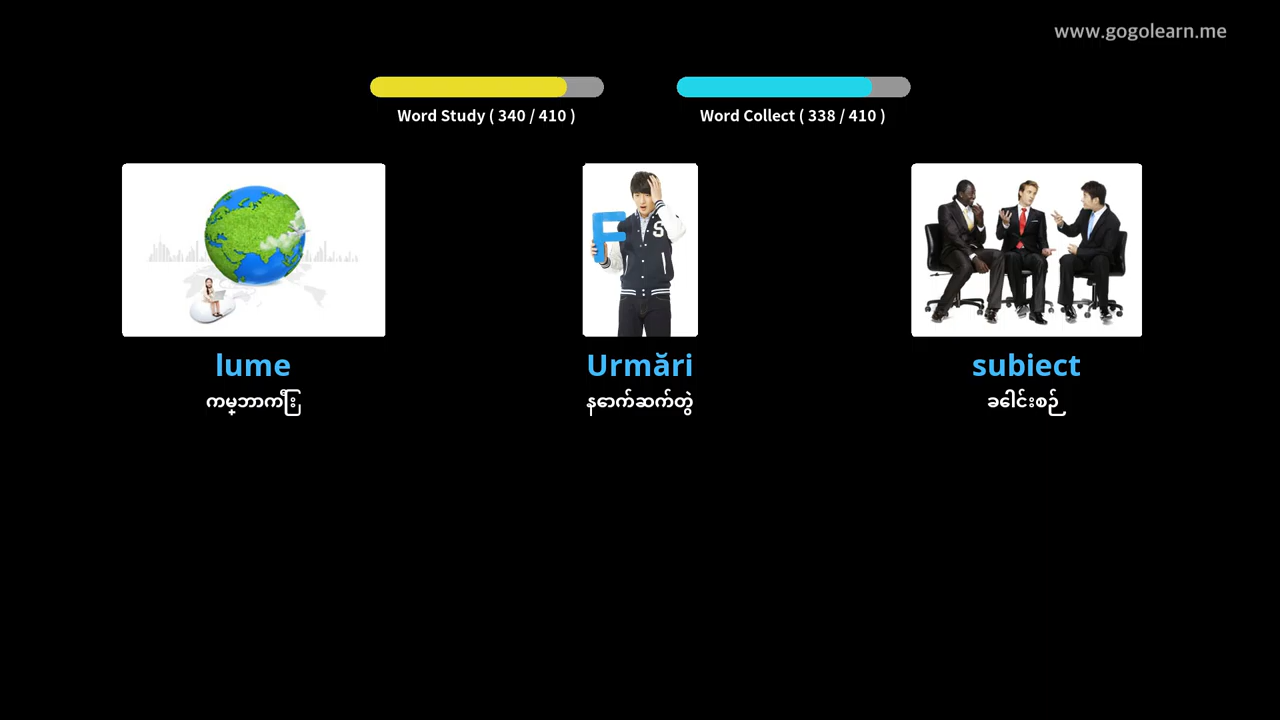 www.gogolearn.me
Word Study ( 340 / 410 )
Word Collect ( 338 / 410 )
F
S
lume
Urmări
subiect
ကမ္ဘာကြီး
နောက်ဆက်တွဲ
ခေါင်းစဉ်